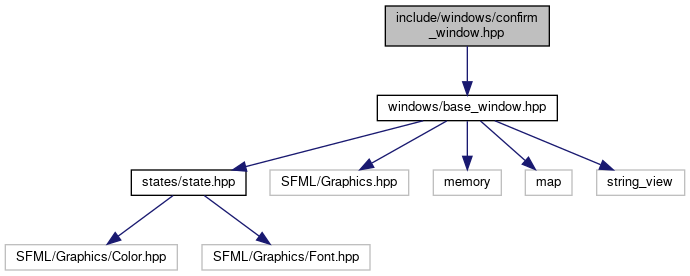 include/windows/confirm
_window.hpp
windows/base_window.hpp
states/state.hpp
SFML/Graphics.hpp
memory
map
string_view
SFML/Graphics/Color.hpp
SFML/Graphics/Font.hpp